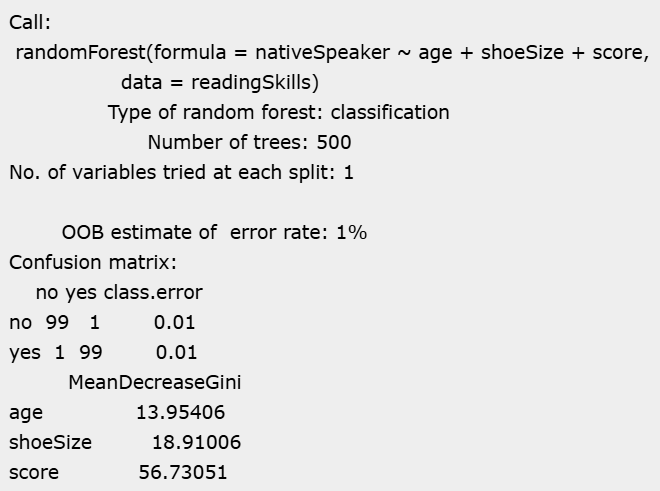 Call:
randomForest(formula = nativeSpeaker ~ age + shoeSize + score,
data = readingSkills)
Type of random forest: classification
Number of trees: 500
No. of variables tried at each split: 1
OOB estimate of  error rate: 1%
Confusion matrix:
no yes class.error
no 99 1 0.01
yes 1 99 0.01
MeanDecreaseGini
age 13.95406
shoeSize 18.91006
score 56.73051